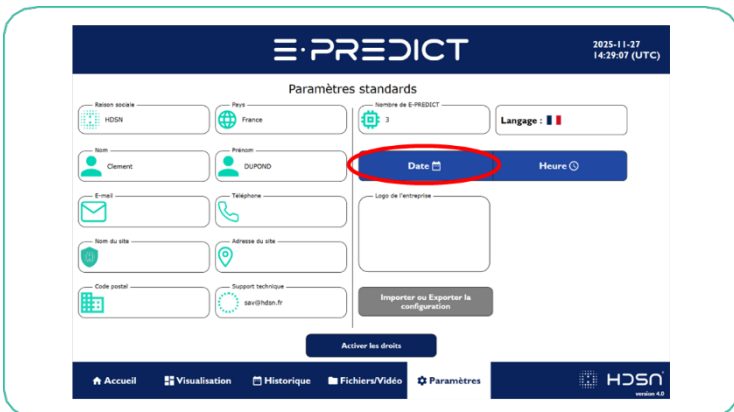 E·PREDICT
2025-11-27
14:29:07 (UTC)
Paramètres standards
Raison sociale
HDSN
Pays
France
Nombre de E-PREDICT
3
Langage :
Nom
Clement
Prénom
DUPOND
Date
Heure
E-mail
Téléphone
Logo de l'entreprise
Nom du site
Adresse du site
Code postal
Support technique
sav@hdsn.fr
Importer ou Exporter la
configuration
Activer les droits
Accueil
Visualisation
Historique
Fichiers/Vidéo
Paramètres
HDSN
version 4.0